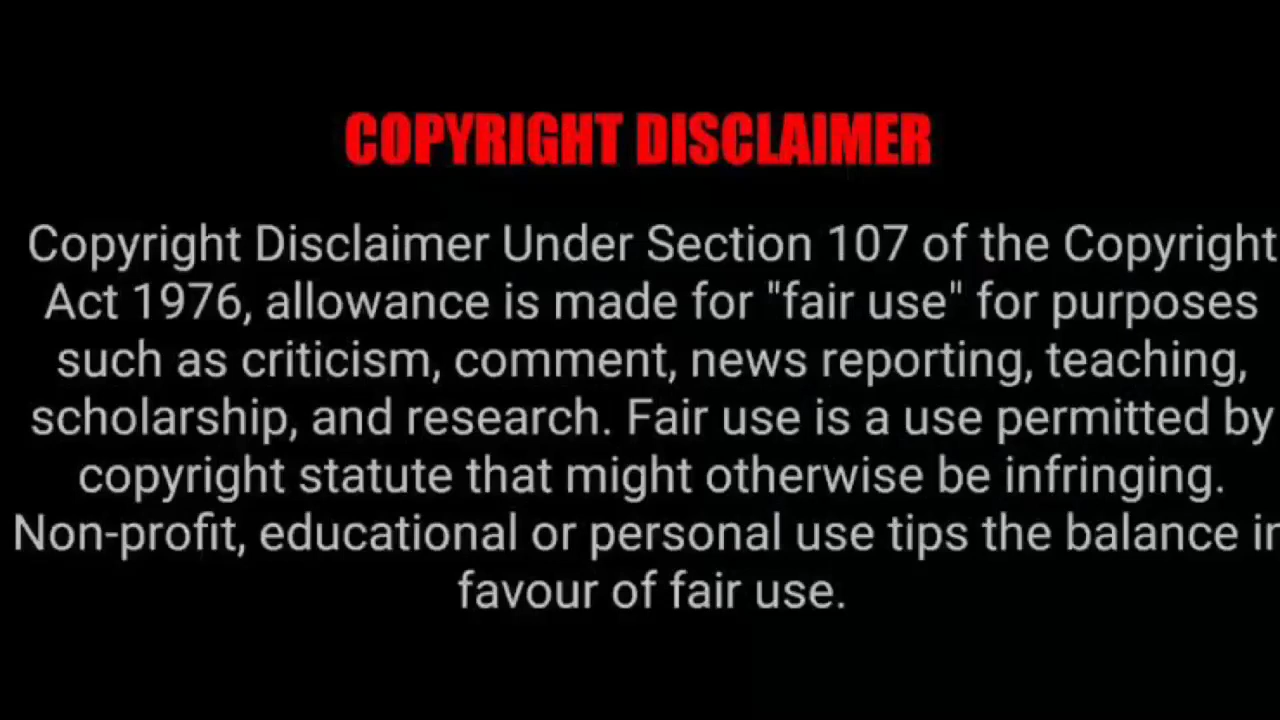 COPYRIGHT DISCLAIMER
Copyright Disclaimer Under Section 107 of the Copyright
Act 1976, allowance is made for "fair use" for purposes
such as criticism, comment, news reporting, teaching,
scholarship, and research. Fair use is a use permitted by
copyright statute that might otherwise be infringing.
Non-profit, educational or personal use tips the balance in
favour of fair use.